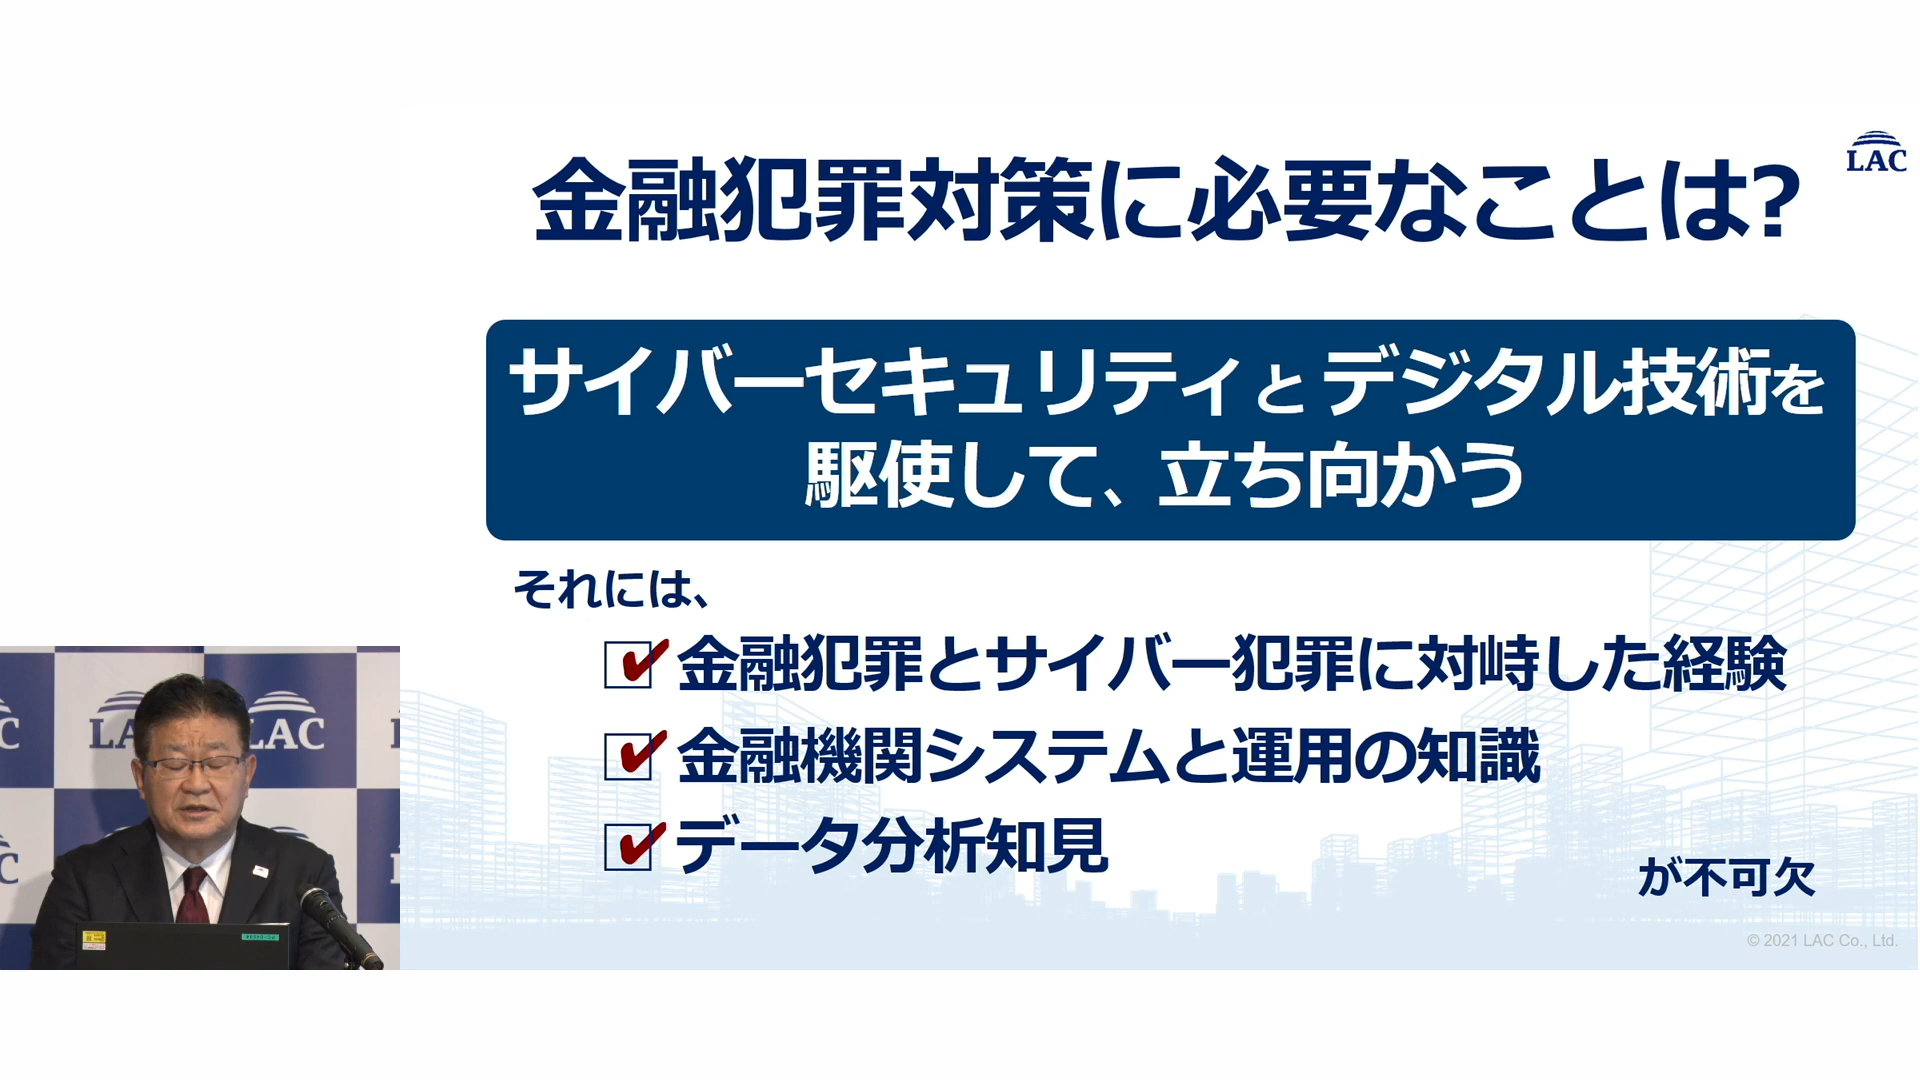 LAC
金融犯罪対策に必要なことは?
サイバーセキュリティとデジタル技術を
駆使して、立ち向かう
それには、
金融犯罪とサイバー犯罪に対峙した経験
金融機関システムと運用の知識
データ分析知見
が不可欠
© 2021 LAC Co., Ltd.
LAC
LAC